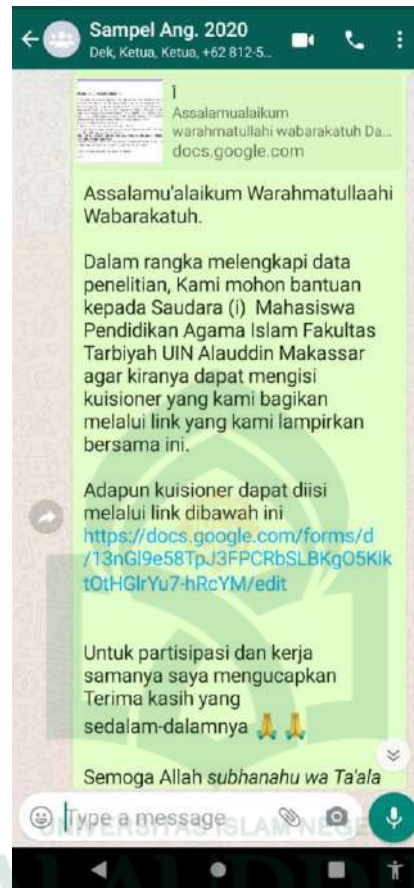 Sampel Ang. 2020
Dek, Ketua, Ketua, +62 812-5...
Assalamualaikum
warahmatullahi wabarakatuh Da...
docs.google.com
Assalamu'alaikum Warahmatullaahi
Wabarakatuh.
Dalam rangka melengkapi data
penelitian, Kami mohon bantuan
kepada Saudara (i) Mahasiswa
Pendidikan Agama Islam Fakultas
Tarbiyah UIN Alauddin Makassar
agar kiranya dapat mengisi
kuisioner yang kami bagikan
melalui link yang kami lampirkan
bersama ini.
Adapun kuisioner dapat diisi
melalui link dibawah ini
https://docs.google.com/forms/d
/13nGl9e58TpJ3FPCRbSLBKgO5Klk
tOtHGlrYu7-hRcYM/edit
Untuk partisipasi dan kerja
samanya saya mengucapkan
Terima kasih yang
sedalam-dalamnya 🙏 🙏
Semoga Allah subhanahu wa Ta'ala
Type a message